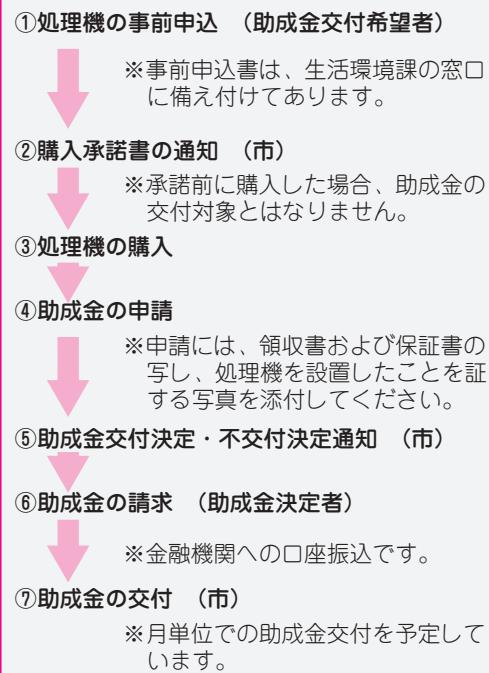 ①処理機の事前申込　（助成金交付希望者）
※事前申込書は、生活環境課の窓口
に備え付けてあります。
②購入承諾書の通知　（市）
※承諾前に購入した場合、助成金の
交付対象とはなりません。
③処理機の購入
④助成金の申請
※申請には、領収書および保証書の
写し、処理機を設置したことを証
する写真を添付してください。
⑤助成金交付決定・不交付決定通知　（市）
⑥助成金の請求　（助成金決定者）
※金融機関への口座振込です。
⑦助成金の交付　（市）
※月単位での助成金交付を予定して
います。